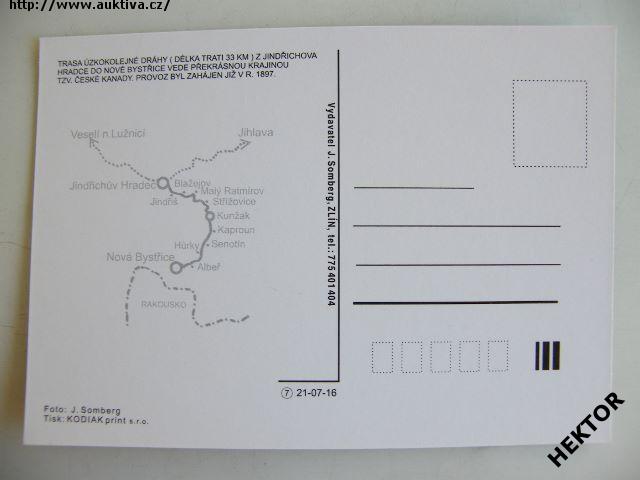 http://www.auktiva.cz/
TRASA ÚZKOKOLEJNÉ DRÁHY ( DÉLKA TRATI 33 KM ) Z JINDŘICHOVA
HRADCE DO NOVÉ BYSTŘICE VEDE PŘEKRÁSNOU KRAJINOU
TZV. ČESKÉ KANADY. PROVOZ BYL ZAHÁJEN JIŽ V R. 1897.
Veselí n.Lužnicí
Jihlava
Jindřichův Hradec
Blažejov
Jindřiš
Malý Ratmírov
Střížovice
Kunžak
Kaproun
Hůrky
Senotín
Nová Bystřice
Albeř
RAKOUSKO
Vydavatel J. Somberg, ZLÍN, tel.: 775 401 404
7 21-07-16
Foto: J. Somberg
Tisk: KODIAK print s.r.o.
HEKTOR